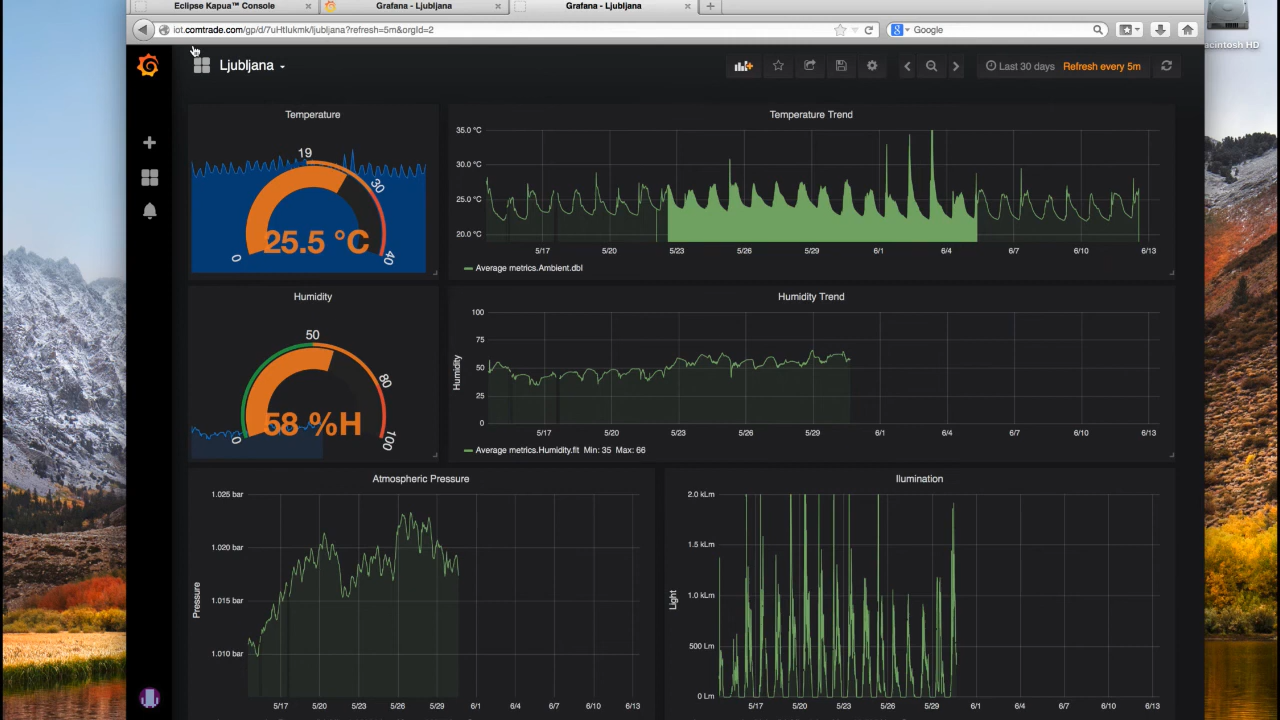 Eclipse Kapua™ Console
Grafana - Ljubljana
Grafana - Ljubljana
iot.comtrade.com/gp/d/7uHtIukmk/ljubljana?refresh=5m&orgId=2
Google
acintosh HD
Ljubljana
Last 30 days Refresh every 5m
Temperature
0 19 30 40
25.5 °C
Temperature Trend
35.0 °C
30.0 °C
25.0 °C
20.0 °C
5/17 5/20 5/23 5/26 5/29 6/1 6/4 6/7 6/10 6/13
Average metrics.Ambient.dbl
Humidity
0 50 80 100
58 %H
Humidity Trend
Humidity
100
75
50
25
0
5/17 5/20 5/23 5/26 5/29 6/1 6/4 6/7 6/10 6/13
Average metrics.Humidity.flt Min: 35 Max: 66
Atmospheric Pressure
Pressure
1.025 bar
1.020 bar
1.015 bar
1.010 bar
5/17 5/20 5/23 5/26 5/29 6/1 6/4 6/7 6/10 6/13
Ilumination
Light
2.0 kLm
1.5 kLm
1.0 kLm
500 Lm
0 Lm
5/17 5/20 5/23 5/26 5/29 6/1 6/4 6/7 6/10 6/13